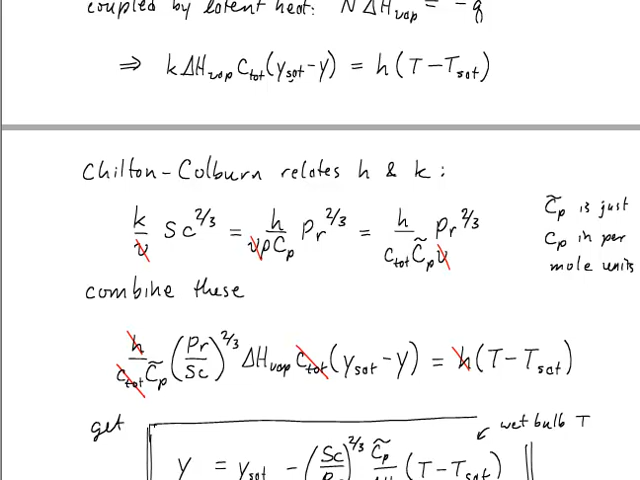 coupled by latent heat: N ΔH_vap = -q
⇒ k ΔH_vap C_tot (y_sat - y) = h (T - T_sat)
Chilton-Colburn relates h & k:
k/v Sc^2/3 = h/(vρC_p) Pr^2/3 = h/(C_tot C̃_p v) Pr^2/3
C̃_p is just
C_p in per
mole units
combine these
h/(C_tot C̃_p) (Pr/Sc)^2/3 ΔH_vap C_tot (y_sat - y) = h (T - T_sat)
get
wet bulb T
y = y_sat - (Sc/Pr)^2/3 C̃_p/ΔH (T - T_sat)